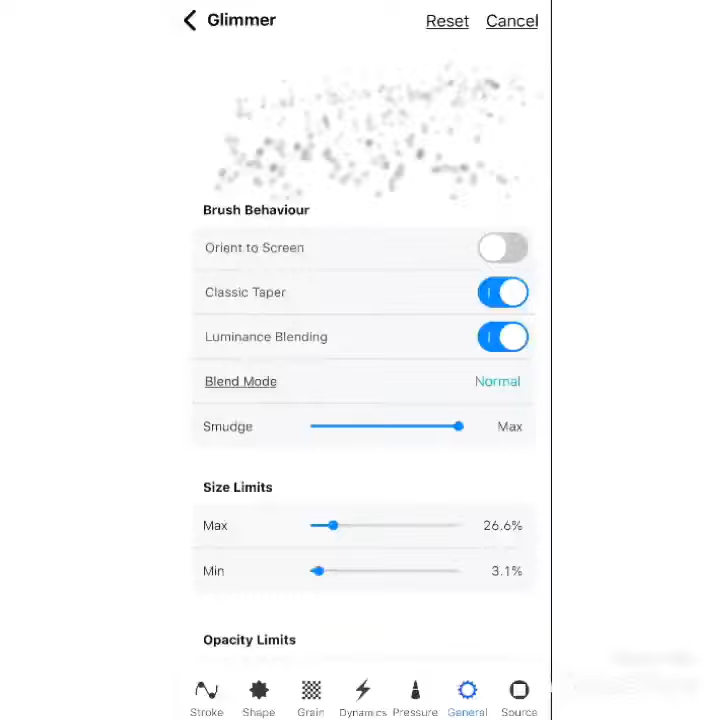 Glimmer Reset Cancel
Brush Behaviour
Orient to Screen
Classic Taper
Luminance Blending
Blend Mode Normal
Smudge Max
Size Limits
Max 26.6%
Min 3.1%
Opacity Limits
Stroke Shape Grain Dynamics Pressure General Source